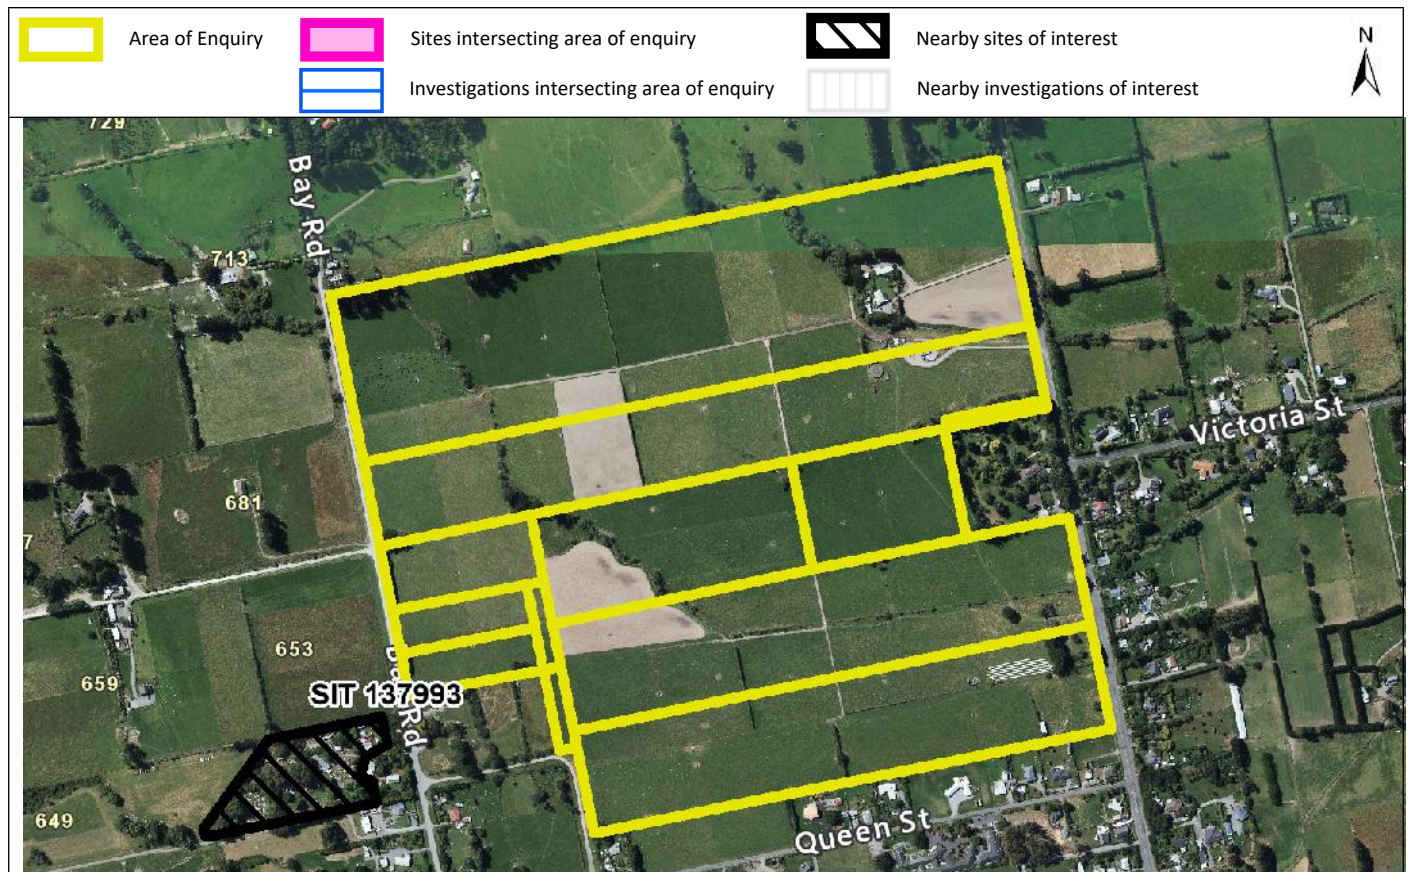 Area of Enquiry
Sites intersecting area of enquiry
Nearby sites of interest
N
Investigations intersecting area of enquiry
Nearby investigations of interest
729
Bay Rd
713
Victoria St
681
7
653
659
SIT 137993
Rd
649
Queen St